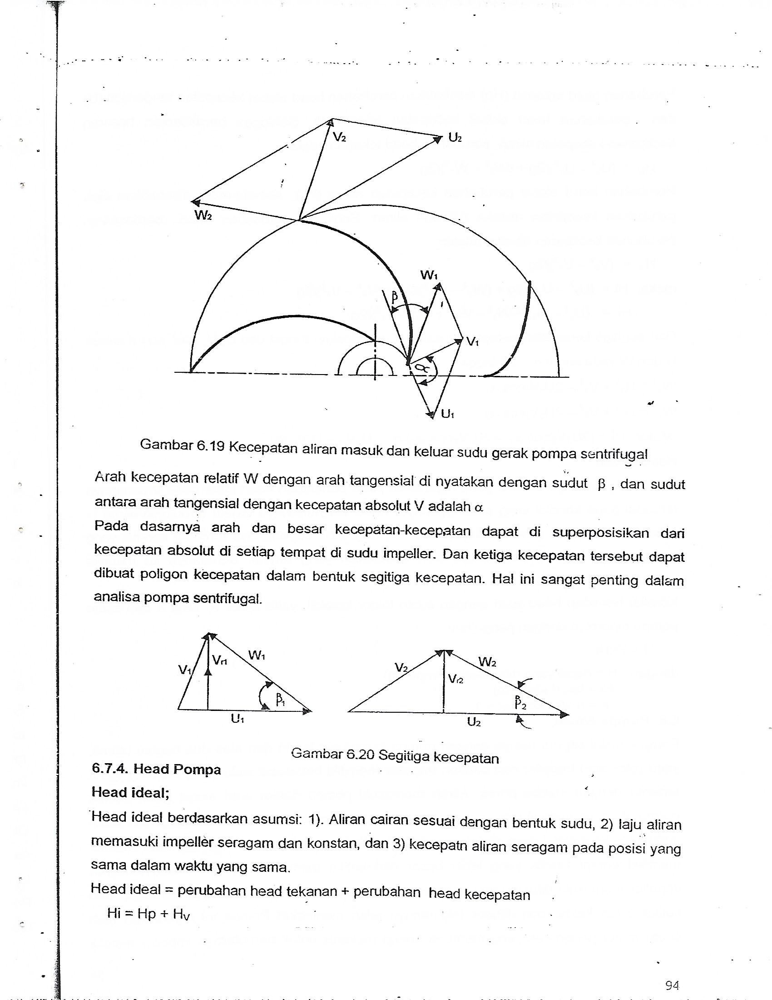 V2
U2
W2
W1
β
V1
α
U1
Gambar 6.19 Kecepatan aliran masuk dan keluar sudu gerak pompa sentrifugal
Arah kecepatan relatif W dengan arah tangensial di nyatakan dengan sudut β , dan sudut
antara arah tangensial dengan kecepatan absolut V adalah α
Pada dasarnya arah dan besar kecepatan-kecepatan dapat di superposisikan dari
kecepatan absolut di setiap tempat di sudu impeller. Dan ketiga kecepatan tersebut dapat
dibuat poligon kecepatan dalam bentuk segitiga kecepatan. Hal ini sangat penting dalam
analisa pompa sentrifugal.
V1
Vr1
W1
β1
U1
V2
Vr2
W2
β2
U2
Gambar 6.20 Segitiga kecepatan
6.7.4. Head Pompa
Head ideal;
Head ideal berdasarkan asumsi: 1). Aliran cairan sesuai dengan bentuk sudu, 2) laju aliran
memasuki impeller seragam dan konstan, dan 3) kecepatn aliran seragam pada posisi yang
sama dalam waktu yang sama.
Head ideal = perubahan head tekanan + perubahan head kecepatan
Hi = Hp + Hv
94